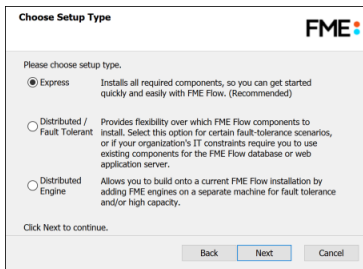 Choose Setup Type
FME
Please choose setup type.
Express
Installs all required components, so you can get started
quickly and easily with FME Flow. (Recommended)
Distributed /
Fault Tolerant
Provides flexibility over which FME Flow components to
install. Select this option for certain fault-tolerance scenarios,
or if your organization's IT constraints require you to use
existing components for the FME Flow database or web
application server.
Distributed
Engine
Allows you to build onto a current FME Flow installation by
adding FME engines on a separate machine for fault tolerance
and/or high capacity.
Click Next to continue.
Back
Next
Cancel